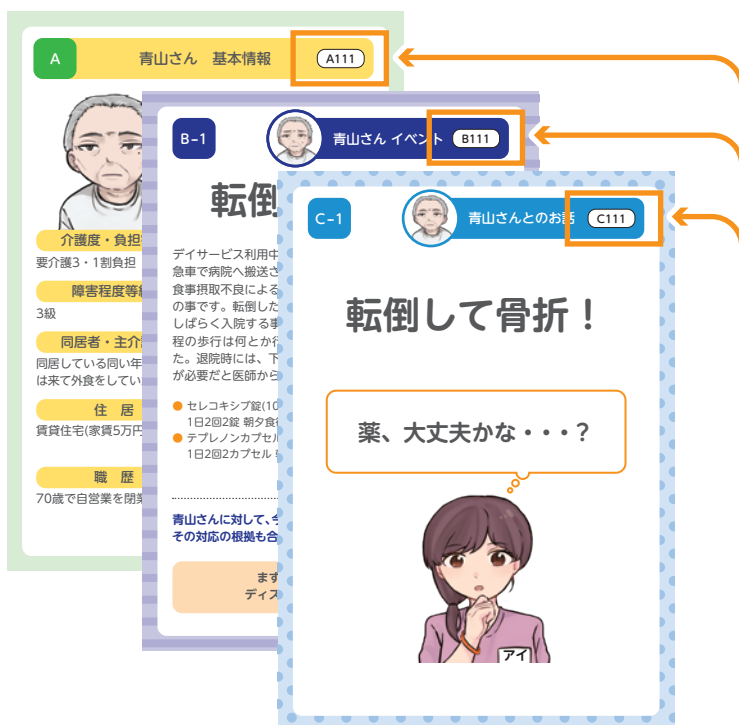 A
青山さん 基本情報
A111
介護度・負担
要介護3・1割負担
障害程度等
3級
同居者・主介
同居している同い年
は来て外食をしてい
住 居
賃貸住宅(家賃5万円
職 歴
70歳で自営業を閉業
B-1
青山さん イベント
B111
転倒
デイサービス利用中
急車で病院へ搬送さ
食事摂取不良による
の事です。転倒した
しばらく入院する事
程の歩行は何とか行
た。退院時には、下
が必要だと医師から
● セレコキシブ錠(10
1日2回2錠 朝夕食
● テプレノンカプセル
1日2回2カプセル
青山さんに対して、今
その対応の根拠も合
まず
ディス
C-1
青山さんとのお話
C111
転倒して骨折！
薬、大丈夫かな・・・？
アイ